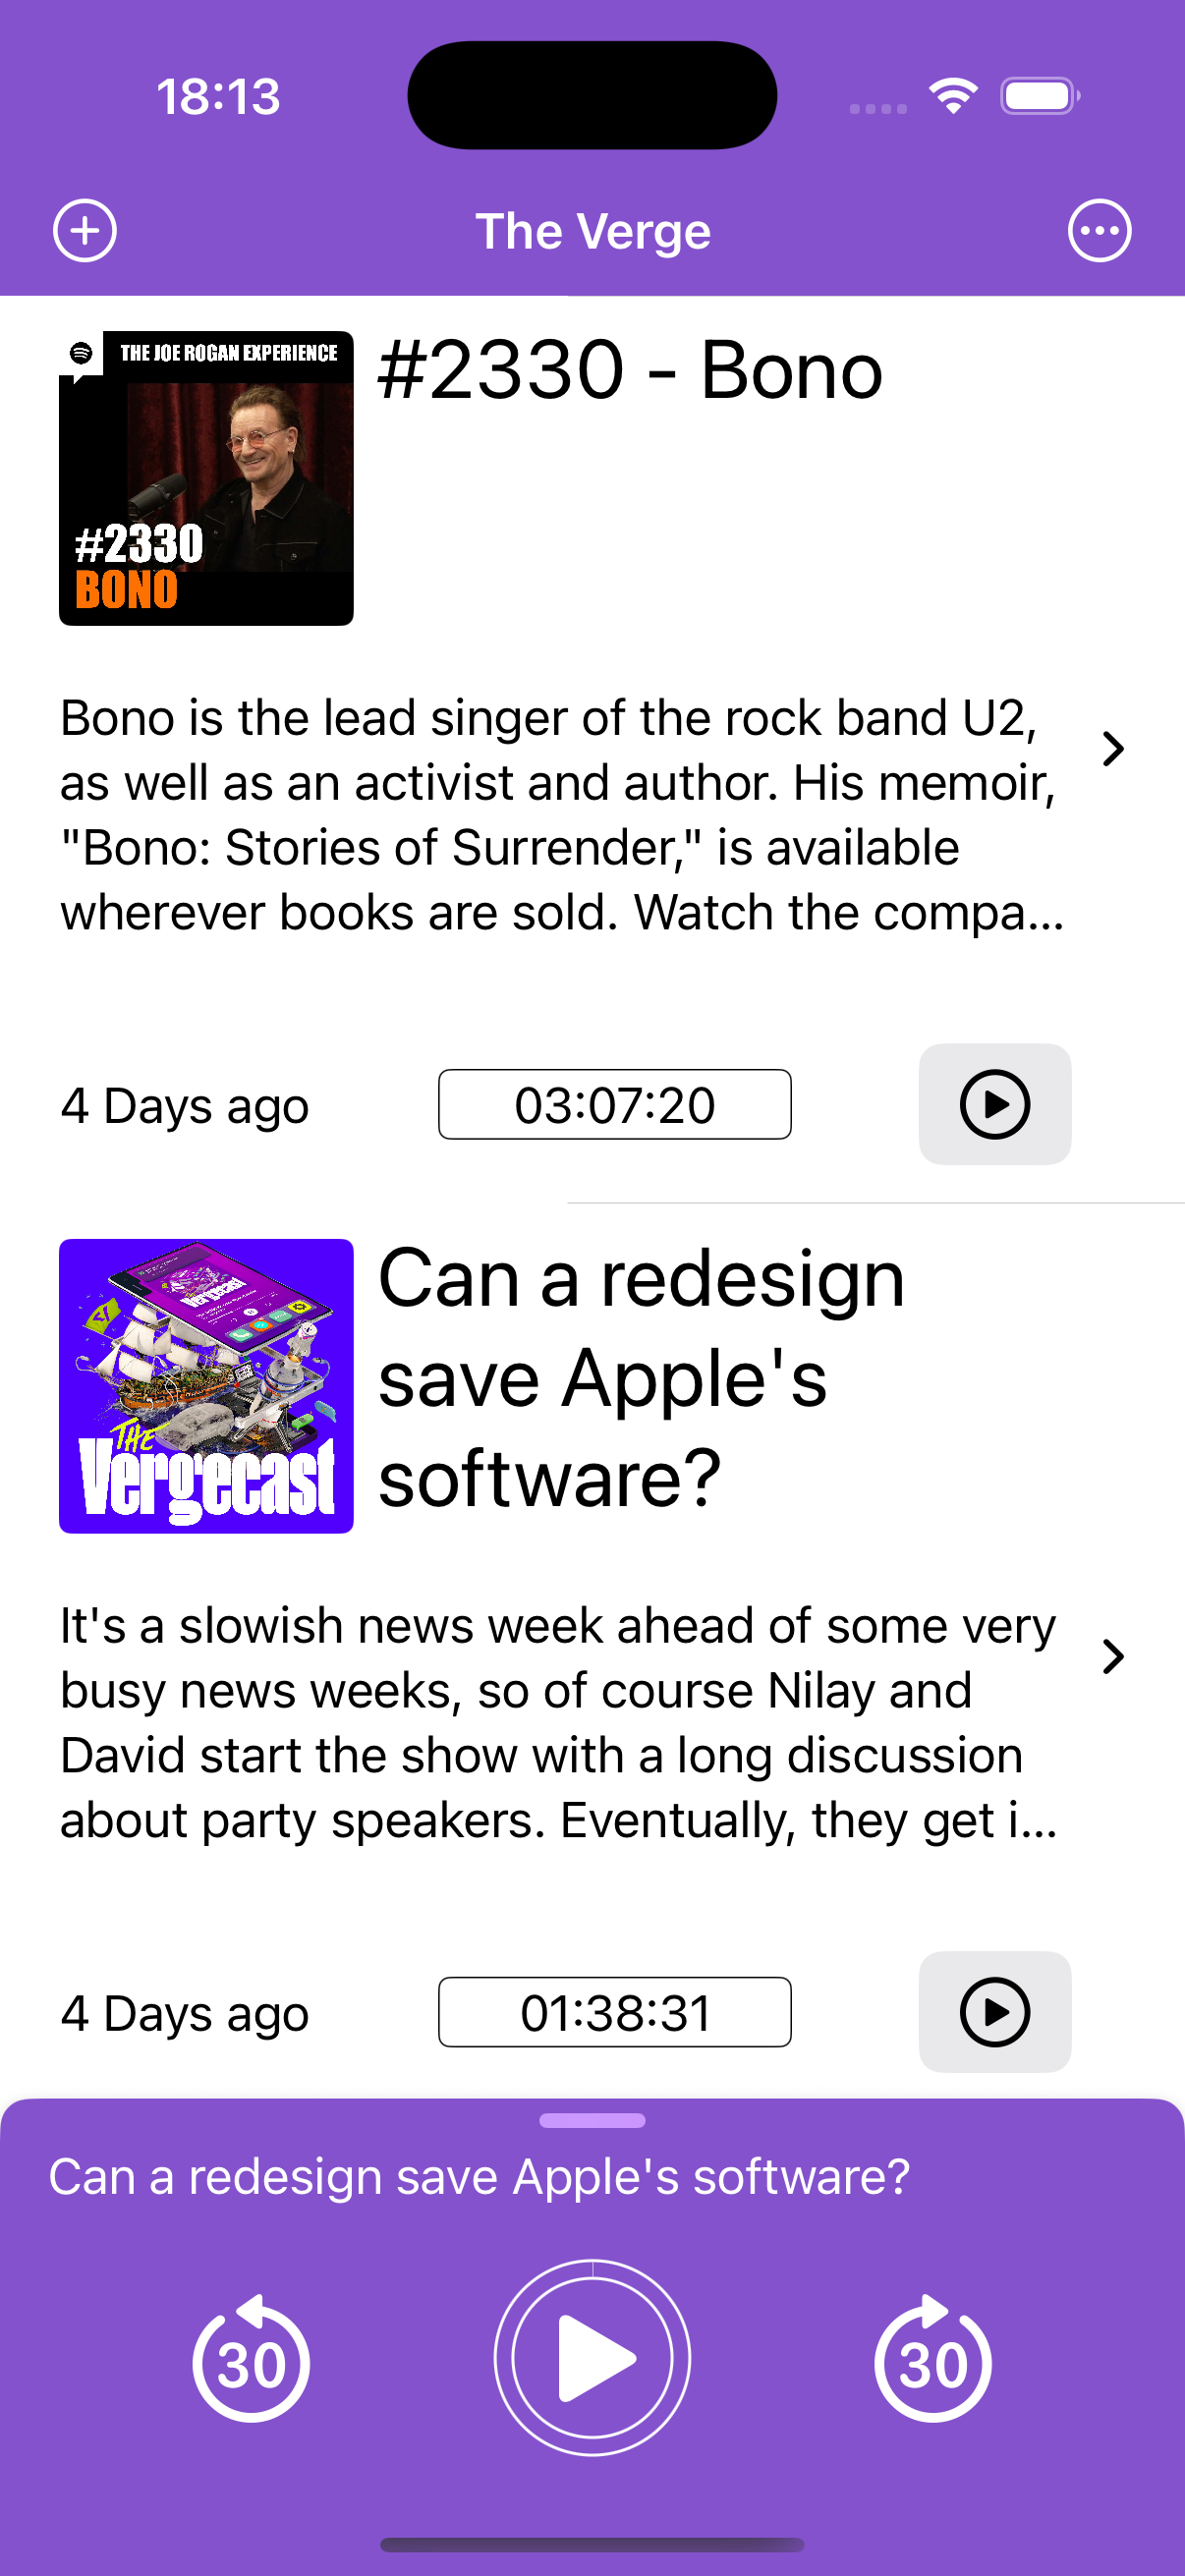 18:13
The Verge
THE JOE ROGAN EXPERIENCE
#2330
BONO
#2330 - Bono
Bono is the lead singer of the rock band U2,
as well as an activist and author. His memoir,
"Bono: Stories of Surrender," is available
wherever books are sold. Watch the compa...
4 Days ago
03:07:20
THE
Vergecast
Can a redesign
save Apple's
software?
It's a slowish news week ahead of some very
busy news weeks, so of course Nilay and
David start the show with a long discussion
about party speakers. Eventually, they get i...
4 Days ago
01:38:31
Can a redesign save Apple's software?
30
30